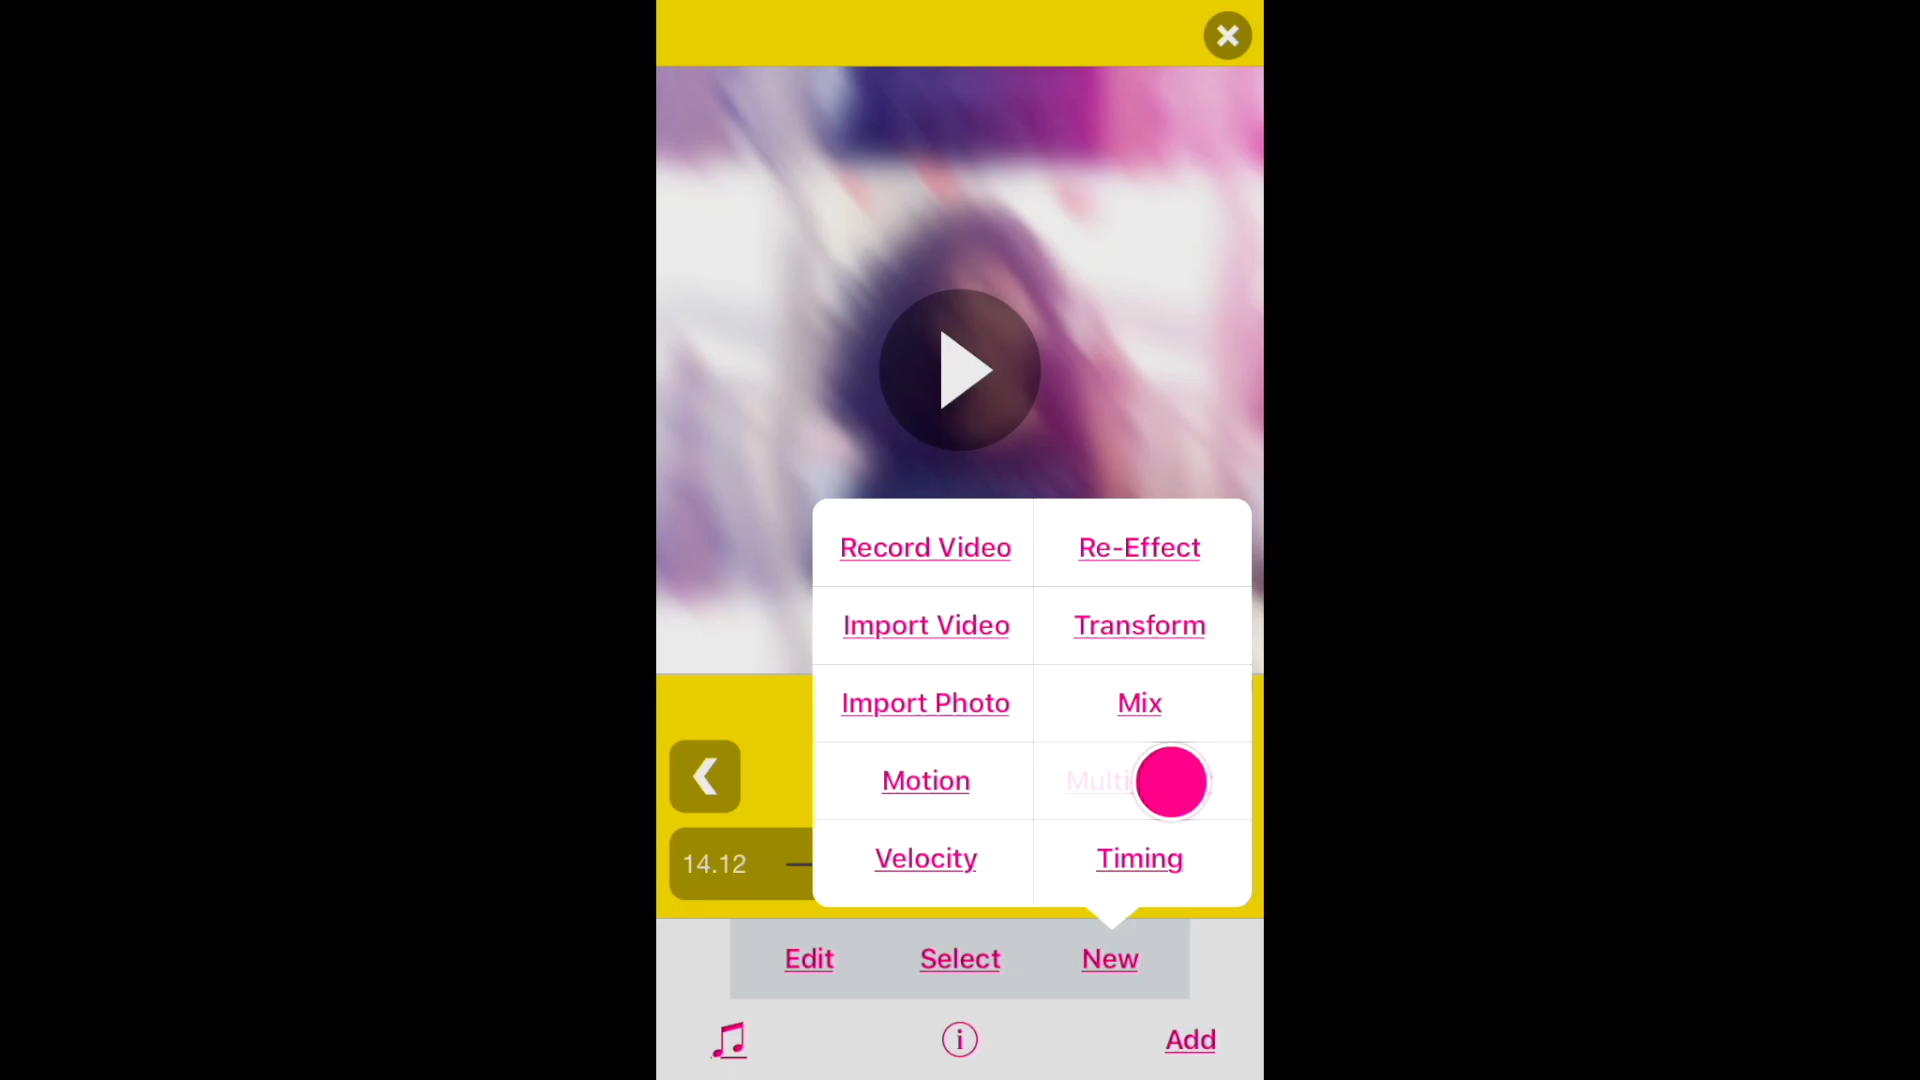 Record Video Re-Effect
Import Video Transform
Import Photo Mix
Motion
Velocity Timing
14.12
Edit Select New
i
Add